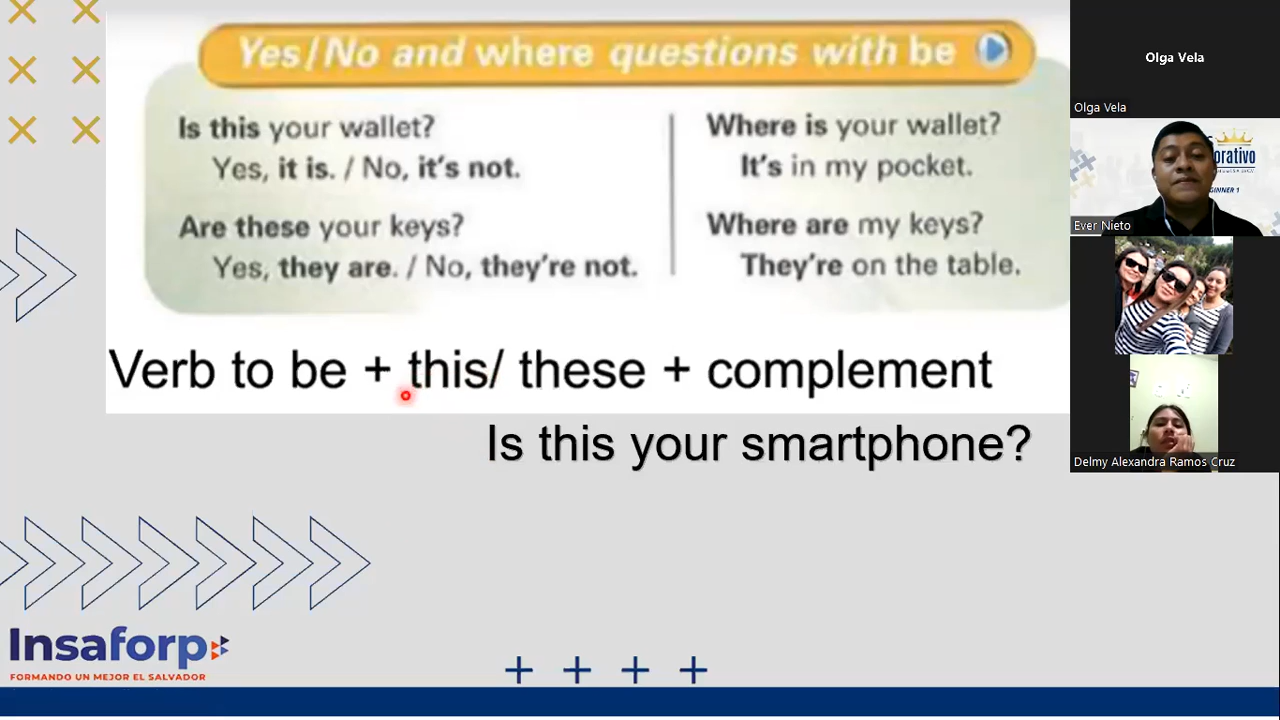 Yes/No and where questions with be
Is this your wallet?
Yes, it is. / No, it's not.
Are these your keys?
Yes, they are. / No, they're not.
Where is your wallet?
It's in my pocket.
Where are my keys?
They're on the table.
Verb to be + this/ these + complement
Is this your smartphone?
Insaforp
FORMANDO UN MEJOR EL SALVADOR
Olga Vela
Olga Vela
orativo
GINNER 1
Ever Nieto
Delmy Alexandra Ramos Cruz